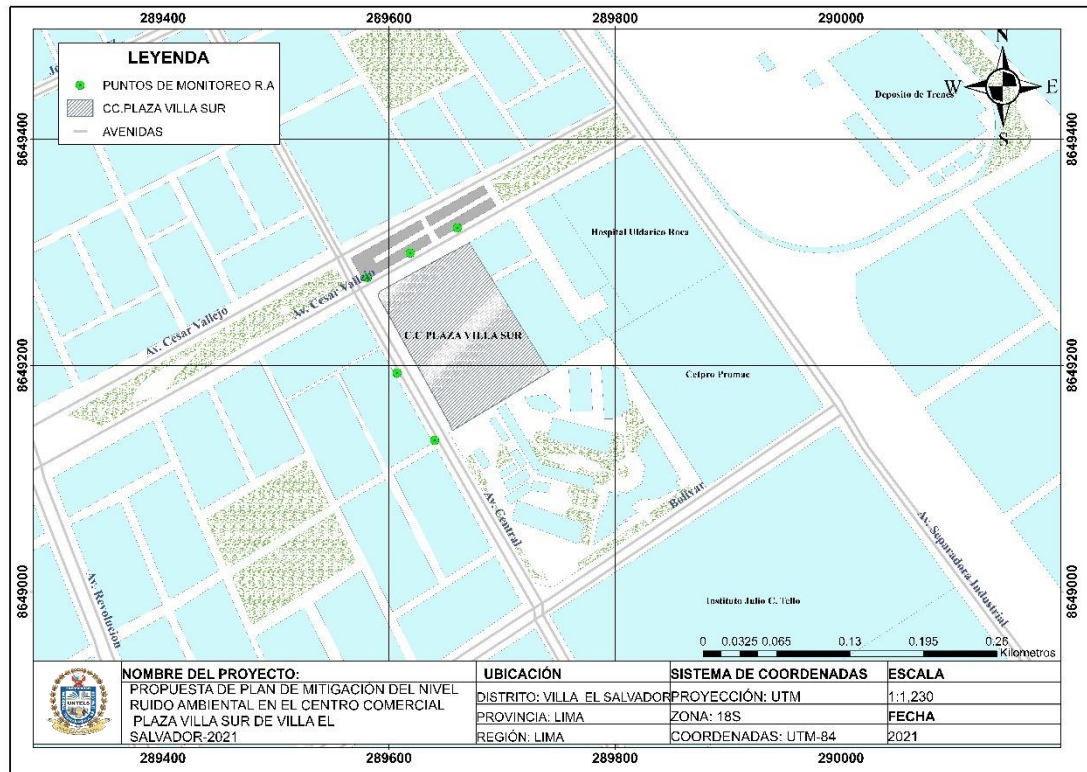 289400 289600 289800 290000
LEYENDA
PUNTOS DE MONITOREO R.A
CC.PLAZA VILLA SUR
AVENIDAS
N
W E
S
Deposito de Trenes
8649400 8649400
Hospital Uldarico Roca
Av. Cesar Vallejo
Av. Cesar Vallejo
C.C PLAZA VILLA SUR
8649200 8649200
Cetpro Promae
Av. Central
Bolivar
Av. Separadora Industrial
Av. Revolucion
8649000 8649000
Instituto Julio C. Tello
0 0.0325 0.065 0.13 0.195 0.26
Kilometros
NOMBRE DEL PROYECTO:
PROPUESTA DE PLAN DE MITIGACIÓN DEL NIVEL
RUIDO AMBIENTAL EN EL CENTRO COMERCIAL
PLAZA VILLA SUR DE VILLA EL
SALVADOR-2021
UBICACIÓN
DISTRITO: VILLA EL SALVADOR
PROVINCIA: LIMA
REGIÓN: LIMA
SISTEMA DE COORDENADAS
PROYECCIÓN: UTM
ZONA: 18S
COORDENADAS: UTM-84
ESCALA
1:1,230
FECHA
2021
UNTELS
289400 289600 289800 290000